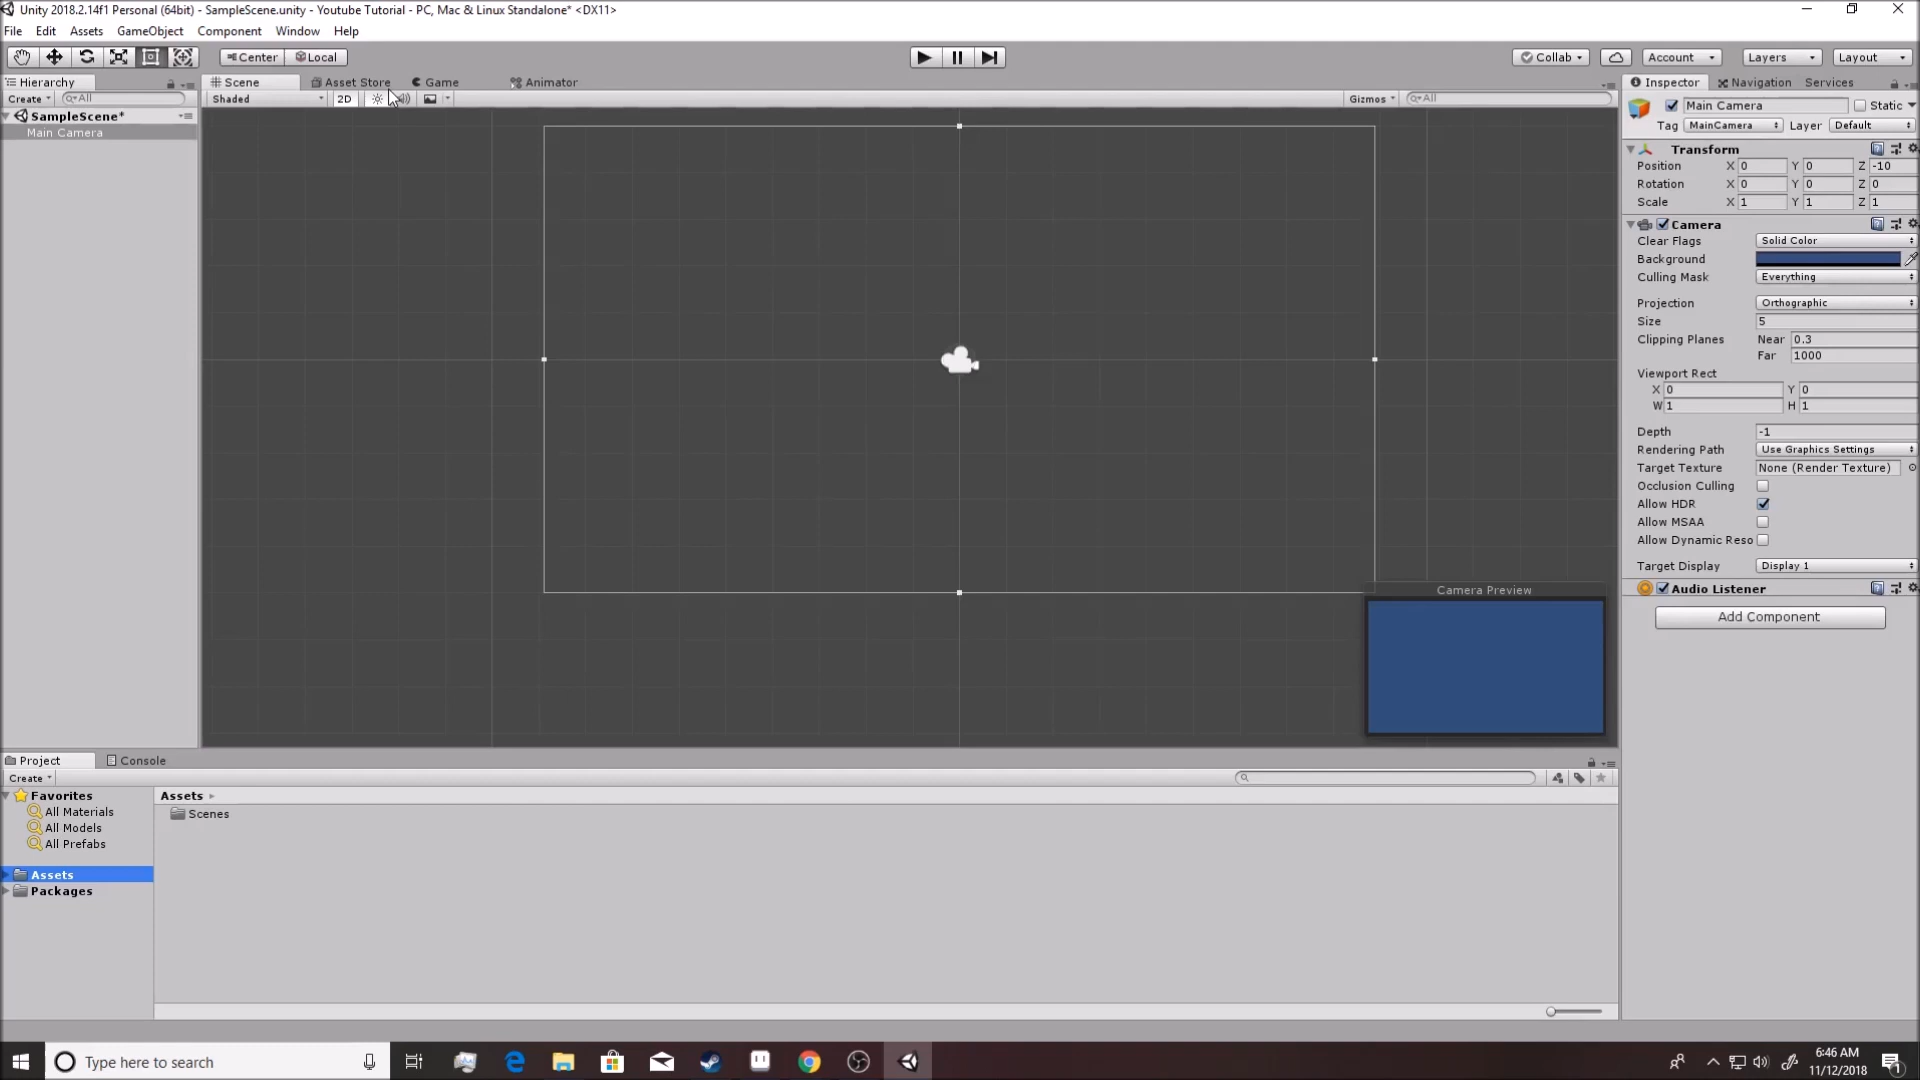 Unity 2018.2.14f1 Personal (64bit) - SampleScene.unity - Youtube Tutorial - PC, Mac & Linux Standalone* <DX11>
File Edit Assets GameObject Component Window Help
Center Local
Collab Account Layers Layout
Hierarchy
Create All
SampleScene*
Main Camera
Scene Asset Store Game Animator
Shaded 2D Gizmos All
Camera Preview
Inspector Navigation Services
Main Camera Static
Tag MainCamera Layer Default
Transform
Position X 0 Y 0 Z -10
Rotation X 0 Y 0 Z 0
Scale X 1 Y 1 Z 1
Camera
Clear Flags Solid Color
Background
Culling Mask Everything
Projection Orthographic
Size 5
Clipping Planes Near 0.3
Far 1000
Viewport Rect
X 0 Y 0
W 1 H 1
Depth -1
Rendering Path Use Graphics Settings
Target Texture None (Render Texture)
Occlusion Culling
Allow HDR
Allow MSAA
Allow Dynamic Reso
Target Display Display 1
Audio Listener
Add Component
Project Console
Create
Favorites
All Materials
All Models
All Prefabs
Assets
Packages
Assets
Scenes
Type here to search
6:46 AM
11/12/2018
1